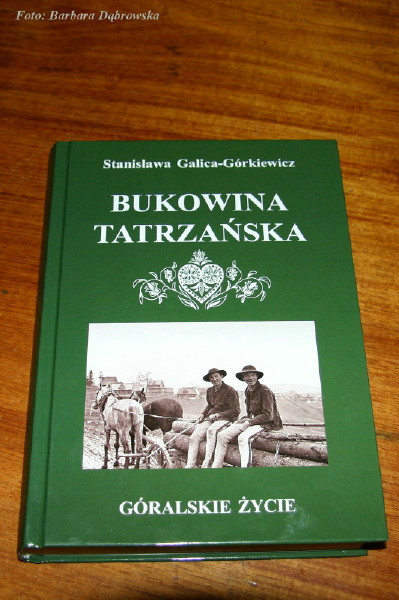 Foto: Barbara Dąbrowska
Stanisława Galica-Górkiewicz
BUKOWINA
TATRZAŃSKA
GÓRALSKIE ŻYCIE